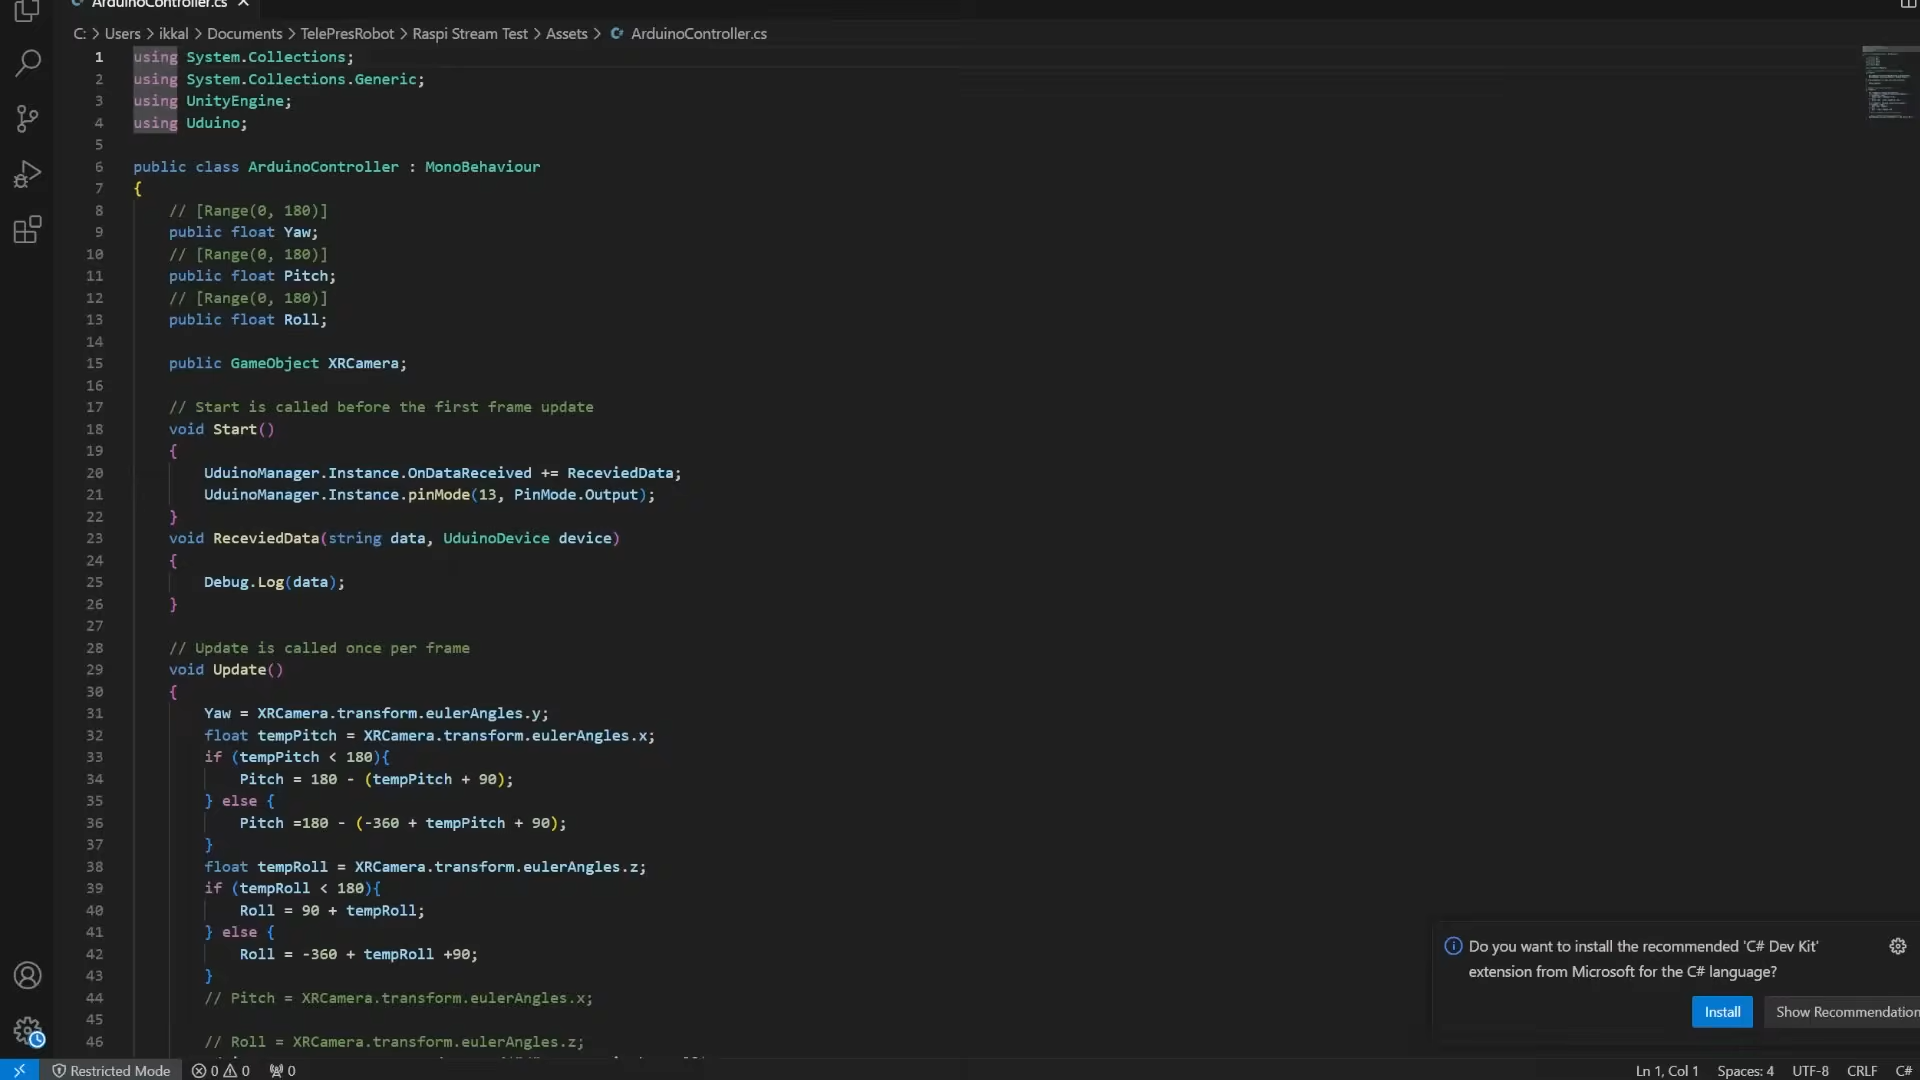 ArduinoController.cs
C: > Users > ikkal > Documents > TelePresRobot > Raspi Stream Test > Assets > ArduinoController.cs
1 using System.Collections;
2 using System.Collections.Generic;
3 using UnityEngine;
4 using Uduino;
5
6 public class ArduinoController : MonoBehaviour
7 {
8 // [Range(0, 180)]
9 public float Yaw;
10 // [Range(0, 180)]
11 public float Pitch;
12 // [Range(0, 180)]
13 public float Roll;
14
15 public GameObject XRCamera;
16
17 // Start is called before the first frame update
18 void Start()
19 {
20 UduinoManager.Instance.OnDataReceived += ReceviedData;
21 UduinoManager.Instance.pinMode(13, PinMode.Output);
22 }
23 void ReceviedData(string data, UduinoDevice device)
24 {
25 Debug.Log(data);
26 }
27
28 // Update is called once per frame
29 void Update()
30 {
31 Yaw = XRCamera.transform.eulerAngles.y;
32 float tempPitch = XRCamera.transform.eulerAngles.x;
33 if (tempPitch < 180){
34 Pitch = 180 - (tempPitch + 90);
35 } else {
36 Pitch =180 - (-360 + tempPitch + 90);
37 }
38 float tempRoll = XRCamera.transform.eulerAngles.z;
39 if (tempRoll < 180){
40 Roll = 90 + tempRoll;
41 } else {
42 Roll = -360 + tempRoll +90;
43 }
44 // Pitch = XRCamera.transform.eulerAngles.x;
45
46 // Roll = XRCamera.transform.eulerAngles.z;
Do you want to install the recommended 'C# Dev Kit'
extension from Microsoft for the C# language?
Install Show Recommendation
Restricted Mode 0 0 0 Ln 1, Col 1 Spaces: 4 UTF-8 CRLF C#